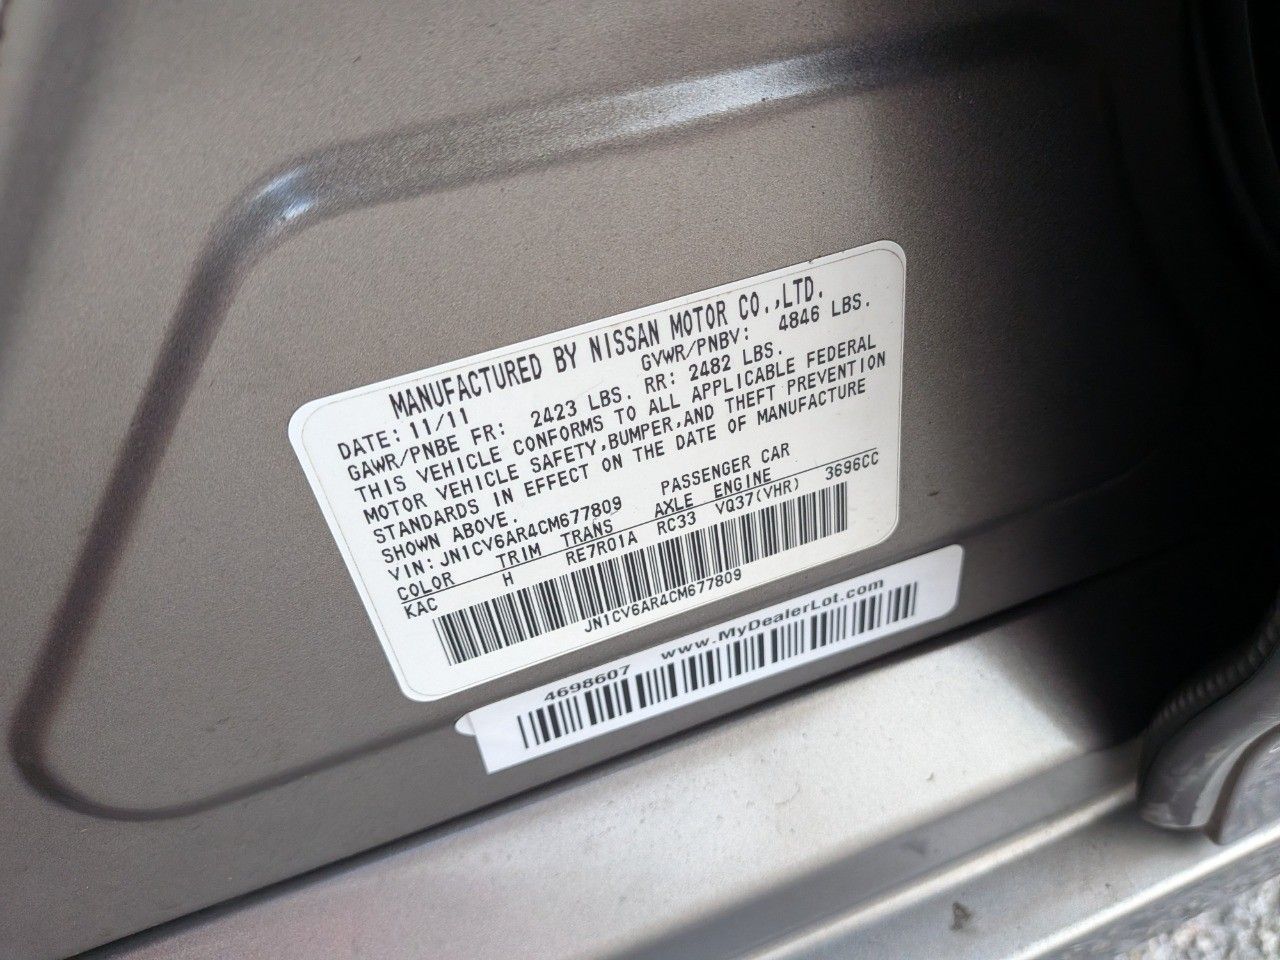 MANUFACTURED BY NISSAN MOTOR CO.,LTD.
DATE: 11/11 GVWR/PNBV: 4846 LBS.
GAWR/PNBE FR: 2423 LBS. RR: 2482 LBS.
THIS VEHICLE CONFORMS TO ALL APPLICABLE FEDERAL
MOTOR VEHICLE SAFETY,BUMPER,AND THEFT PREVENTION
STANDARDS IN EFFECT ON THE DATE OF MANUFACTURE
SHOWN ABOVE.
VIN: JN1CV6AR4CM677809 PASSENGER CAR
COLOR TRIM TRANS AXLE ENGINE
KAC H RE7R01A RC33 VQ37(VHR) 3696CC
JN1CV6AR4CM677809
4698607 www.MyDealerLot.com